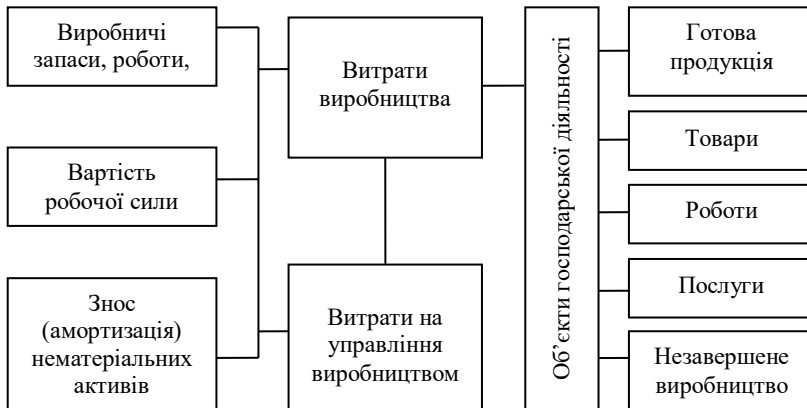 Виробничі
запаси, роботи,
Вартість
робочої сили
Знос
(амортизація)
нематеріальних
активів
Витрати
виробництва
Витрати на
управління
виробництвом
Об’єкти господарської діяльності
Готова
продукція
Товари
Роботи
Послуги
Незавершене
виробництво